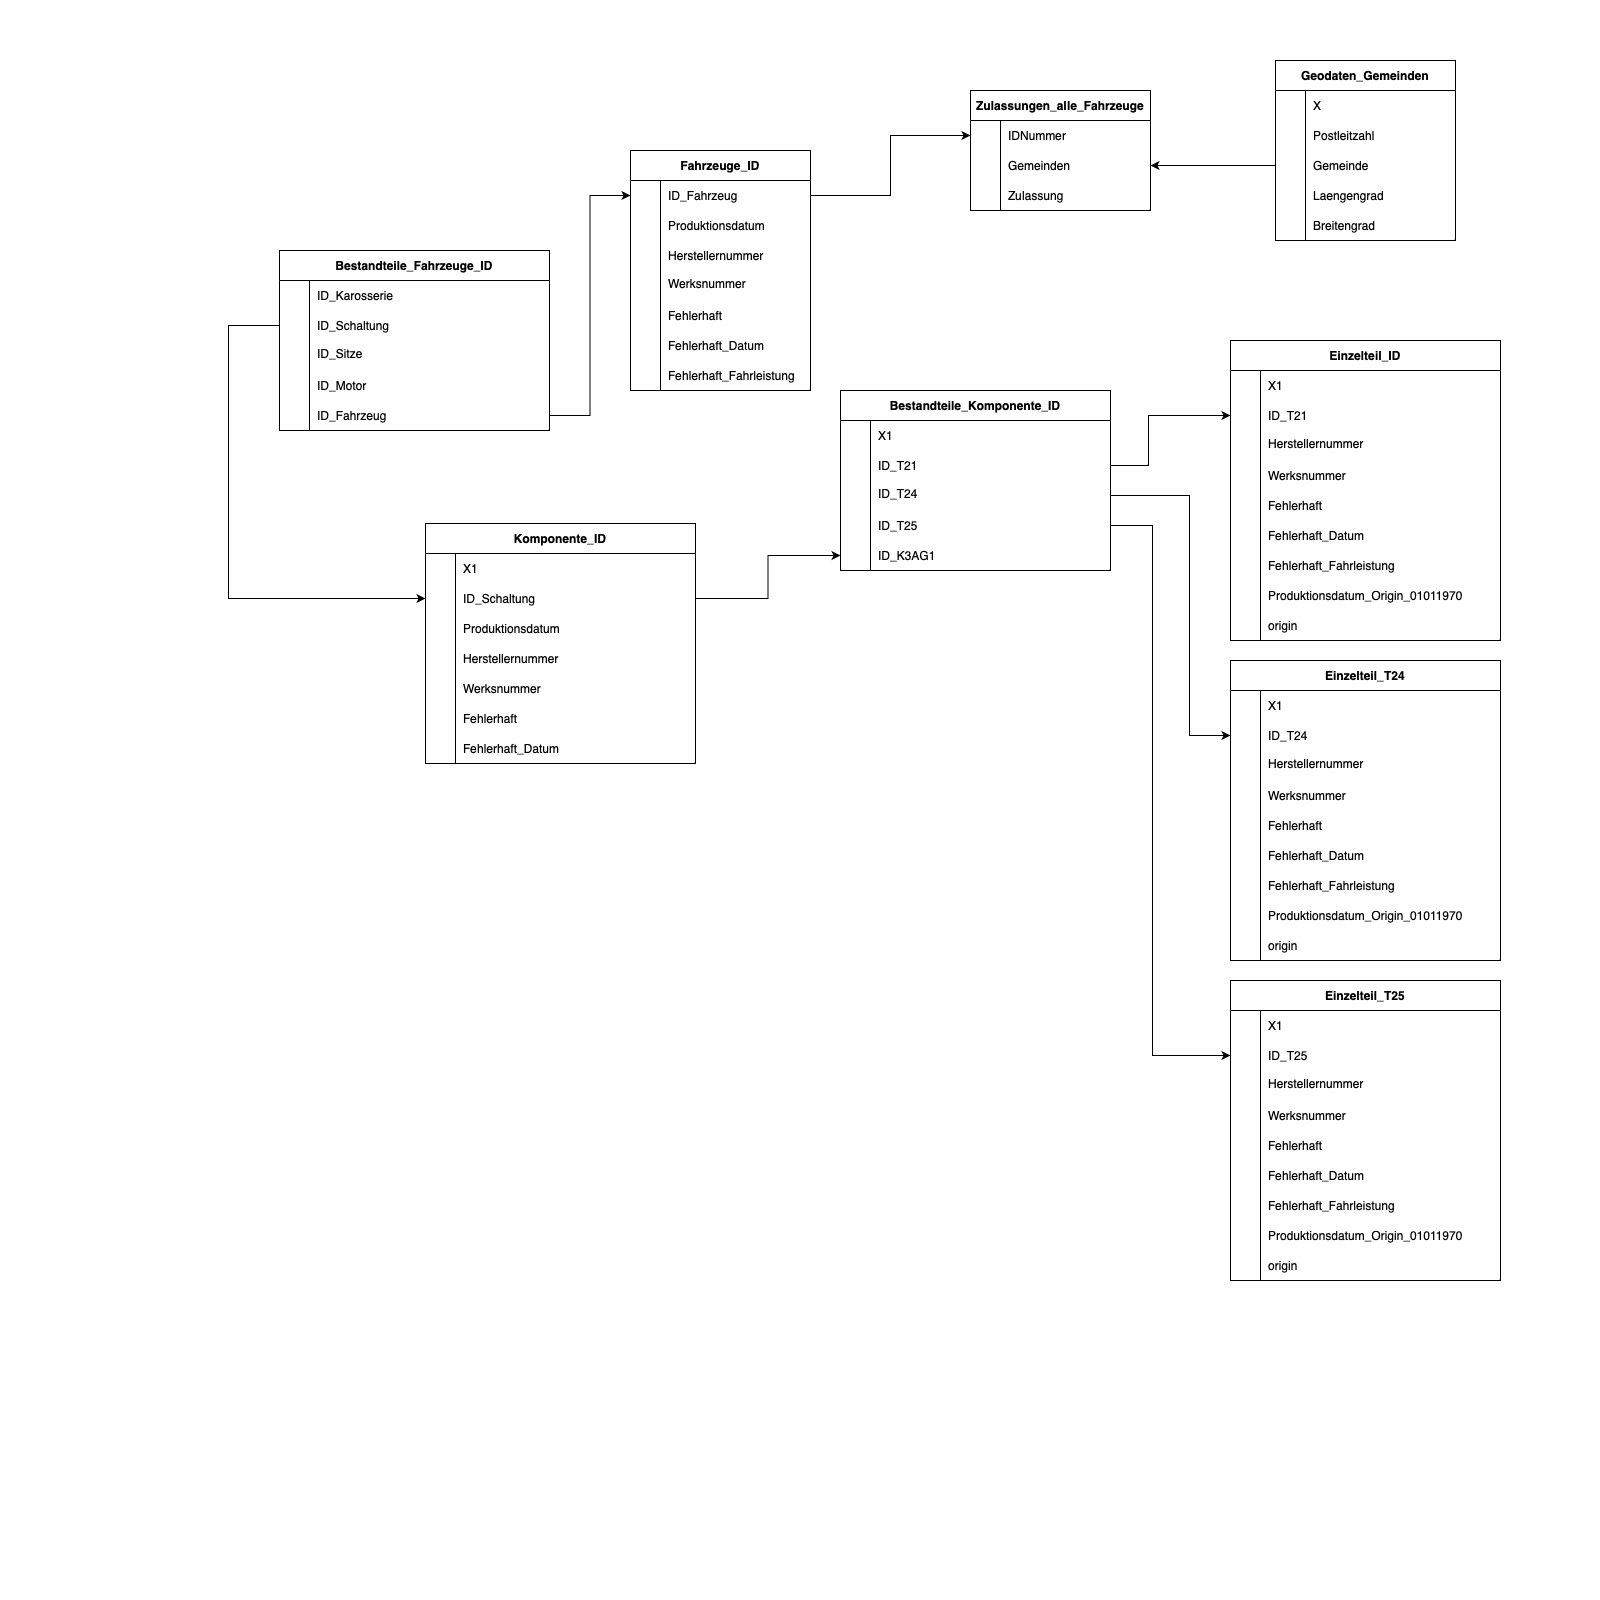 Geodaten_Gemeinden
X
Postleitzahl
Gemeinde
Laengengrad
Breitengrad
Zulassungen_alle_Fahrzeuge
IDNummer
Gemeinden
Zulassung
Fahrzeuge_ID
ID_Fahrzeug
Produktionsdatum
Herstellernummer
Werksnummer
Fehlerhaft
Fehlerhaft_Datum
Fehlerhaft_Fahrleistung
Bestandteile_Fahrzeuge_ID
ID_Karosserie
ID_Schaltung
ID_Sitze
ID_Motor
ID_Fahrzeug
Einzelteil_ID
X1
ID_T21
Herstellernummer
Werksnummer
Fehlerhaft
Fehlerhaft_Datum
Fehlerhaft_Fahrleistung
Produktionsdatum_Origin_01011970
origin
Bestandteile_Komponente_ID
X1
ID_T21
ID_T24
ID_T25
ID_K3AG1
Komponente_ID
X1
ID_Schaltung
Produktionsdatum
Herstellernummer
Werksnummer
Fehlerhaft
Fehlerhaft_Datum
Einzelteil_T24
X1
ID_T24
Herstellernummer
Werksnummer
Fehlerhaft
Fehlerhaft_Datum
Fehlerhaft_Fahrleistung
Produktionsdatum_Origin_01011970
origin
Einzelteil_T25
X1
ID_T25
Herstellernummer
Werksnummer
Fehlerhaft
Fehlerhaft_Datum
Fehlerhaft_Fahrleistung
Produktionsdatum_Origin_01011970
origin